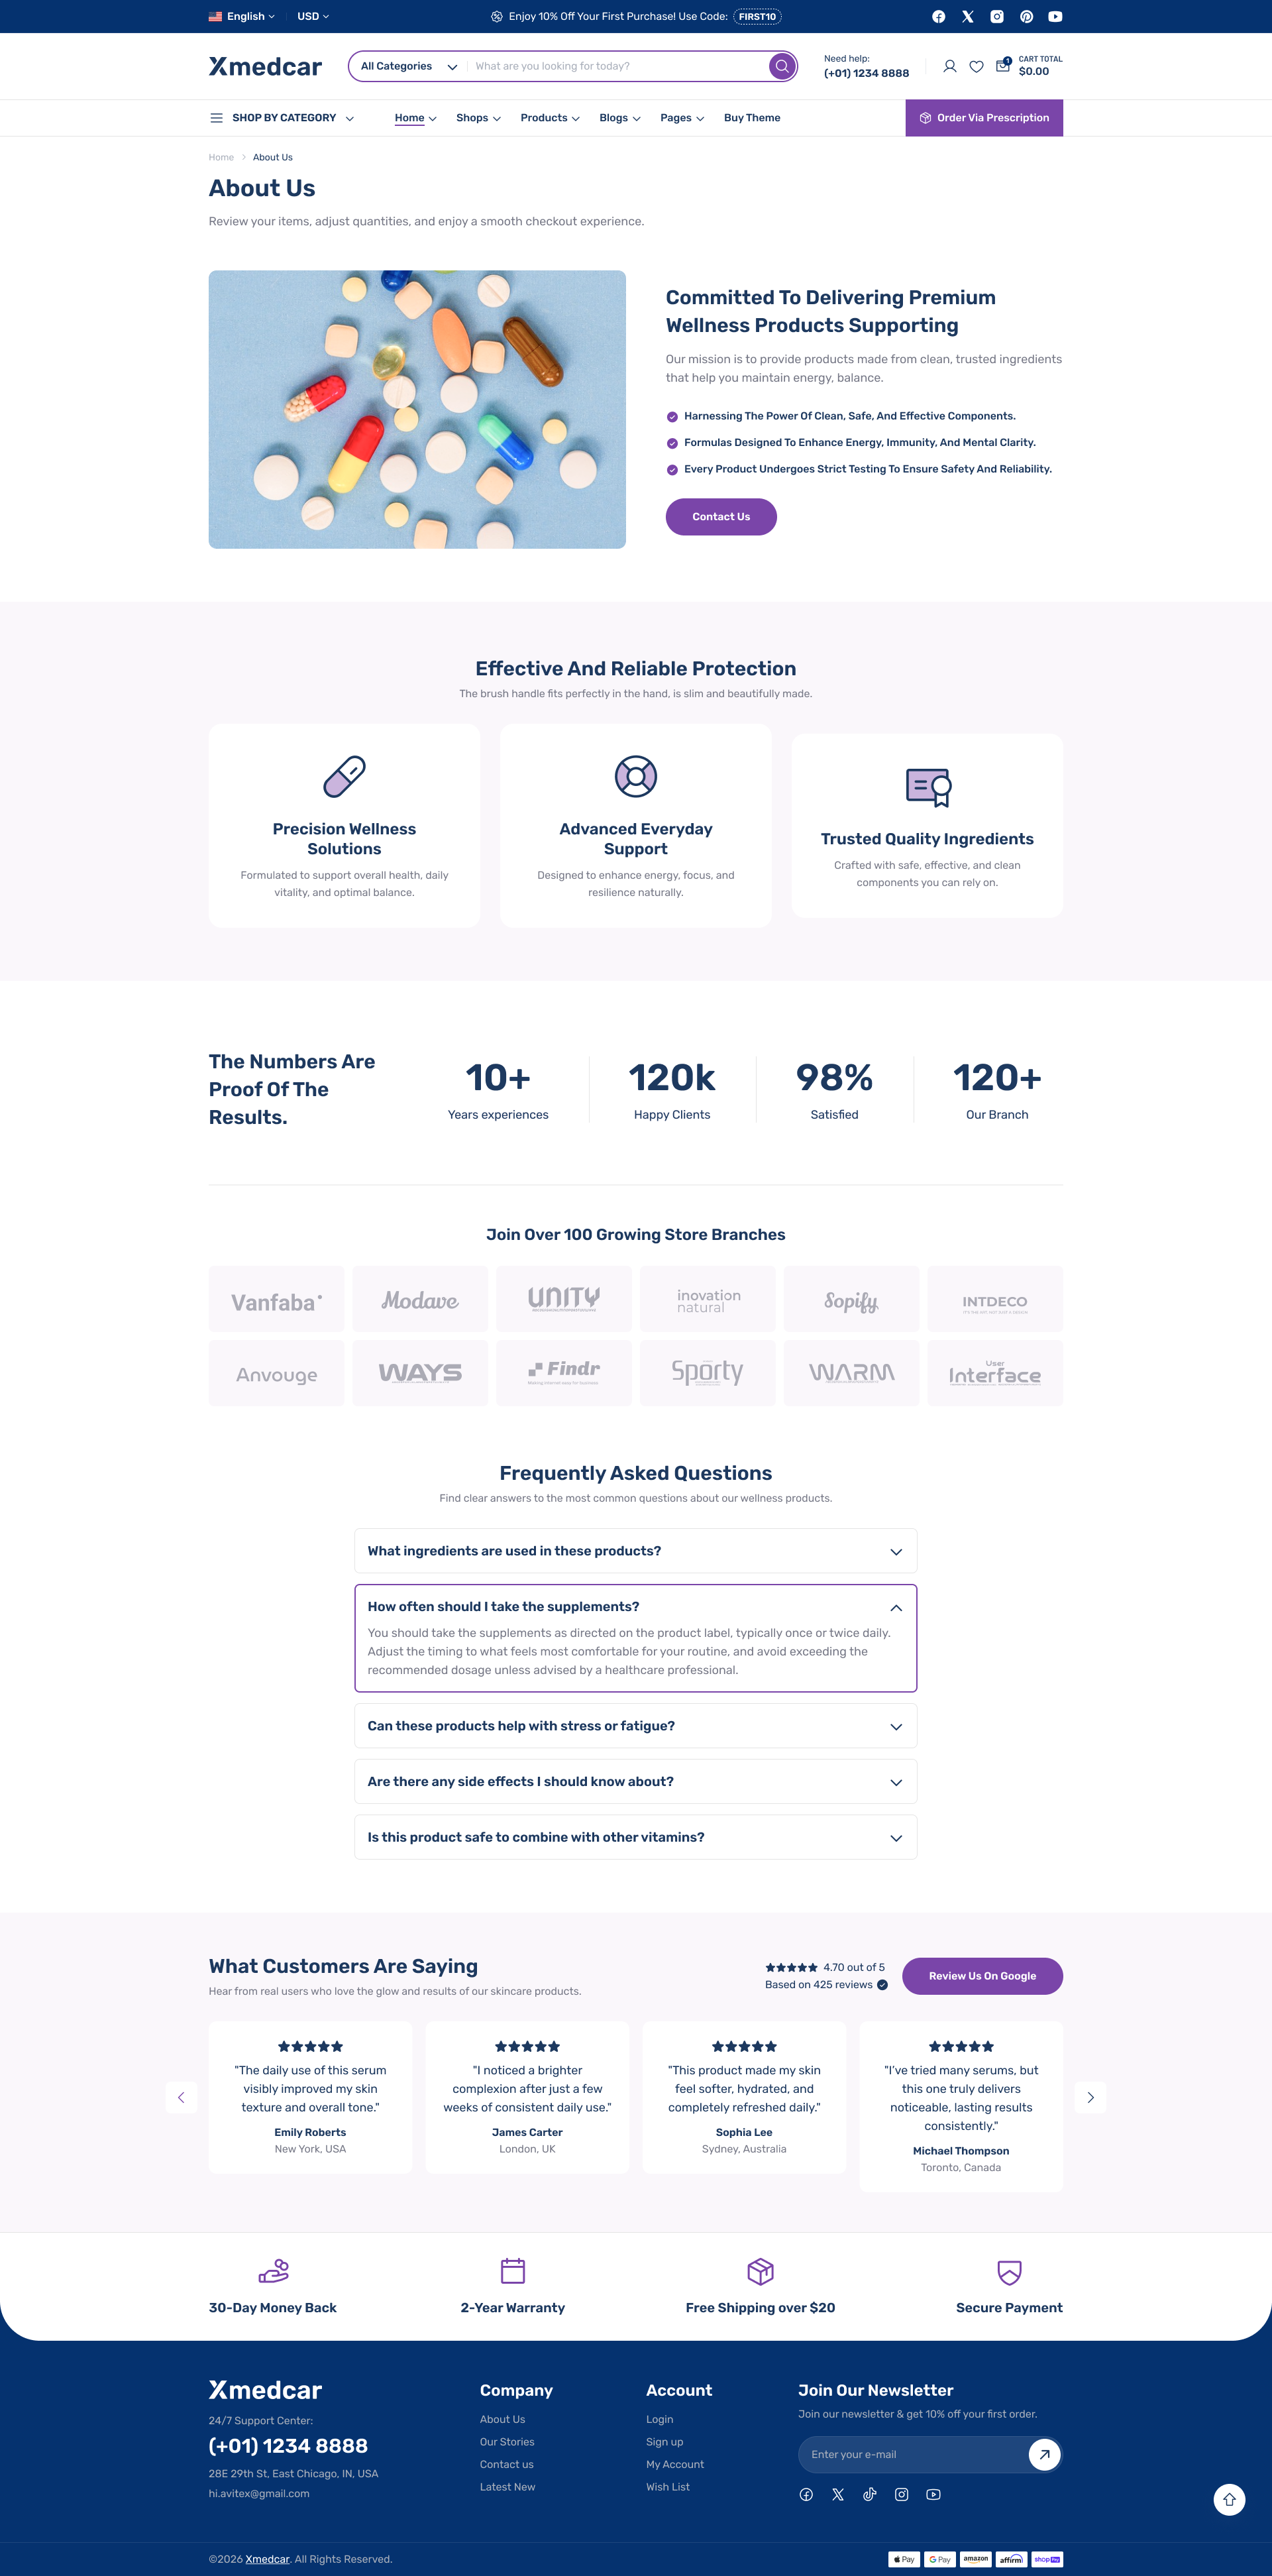 English USD Enjoy 10% Off Your First Purchase! Use Code: FIRST10
Xmedcar All Categories What are you looking for today? Need help: (+01) 1234 8888 1 CART TOTAL $0.00
SHOP BY CATEGORY Home Shops Products Blogs Pages Buy Theme Order Via Prescription
Home About Us
About Us
Review your items, adjust quantities, and enjoy a smooth checkout experience.
Committed To Delivering Premium
Wellness Products Supporting
Our mission is to provide products made from clean, trusted ingredients
that help you maintain energy, balance.
Harnessing The Power Of Clean, Safe, And Effective Components.
Formulas Designed To Enhance Energy, Immunity, And Mental Clarity.
Every Product Undergoes Strict Testing To Ensure Safety And Reliability.
Contact Us
Effective And Reliable Protection
The brush handle fits perfectly in the hand, is slim and beautifully made.
Precision Wellness
Solutions
Formulated to support overall health, daily
vitality, and optimal balance.
Advanced Everyday
Support
Designed to enhance energy, focus, and
resilience naturally.
Trusted Quality Ingredients
Crafted with safe, effective, and clean
components you can rely on.
The Numbers Are
Proof Of The
Results.
10+
Years experiences
120k
Happy Clients
98%
Satisfied
120+
Our Branch
Join Over 100 Growing Store Branches
Vanfaba
Modave
UNITY
inovation
natural
Sopify
INTDECO
Anvouge
WAYS
Findr
Sporty
WARM
User
Interface
Frequently Asked Questions
Find clear answers to the most common questions about our wellness products.
What ingredients are used in these products?
How often should I take the supplements?
You should take the supplements as directed on the product label, typically once or twice daily.
Adjust the timing to what feels most comfortable for your routine, and avoid exceeding the
recommended dosage unless advised by a healthcare professional.
Can these products help with stress or fatigue?
Are there any side effects I should know about?
Is this product safe to combine with other vitamins?
What Customers Are Saying
Hear from real users who love the glow and results of our skincare products.
4.70 out of 5
Based on 425 reviews
Review Us On Google
"The daily use of this serum
visibly improved my skin
texture and overall tone."
Emily Roberts
New York, USA
"I noticed a brighter
complexion after just a few
weeks of consistent daily use."
James Carter
London, UK
"This product made my skin
feel softer, hydrated, and
completely refreshed daily."
Sophia Lee
Sydney, Australia
"I've tried many serums, but
this one truly delivers
noticeable, lasting results
consistently."
Michael Thompson
Toronto, Canada
30-Day Money Back
2-Year Warranty
Free Shipping over $20
Secure Payment
Xmedcar
24/7 Support Center:
(+01) 1234 8888
28E 29th St, East Chicago, IN, USA
hi.avitex@gmail.com
Company
About Us
Our Stories
Contact us
Latest New
Account
Login
Sign up
My Account
Wish List
Join Our Newsletter
Join our newsletter & get 10% off your first order.
Enter your e-mail
©2026 Xmedcar. All Rights Reserved.
Pay G Pay amazon affirm shop Pay